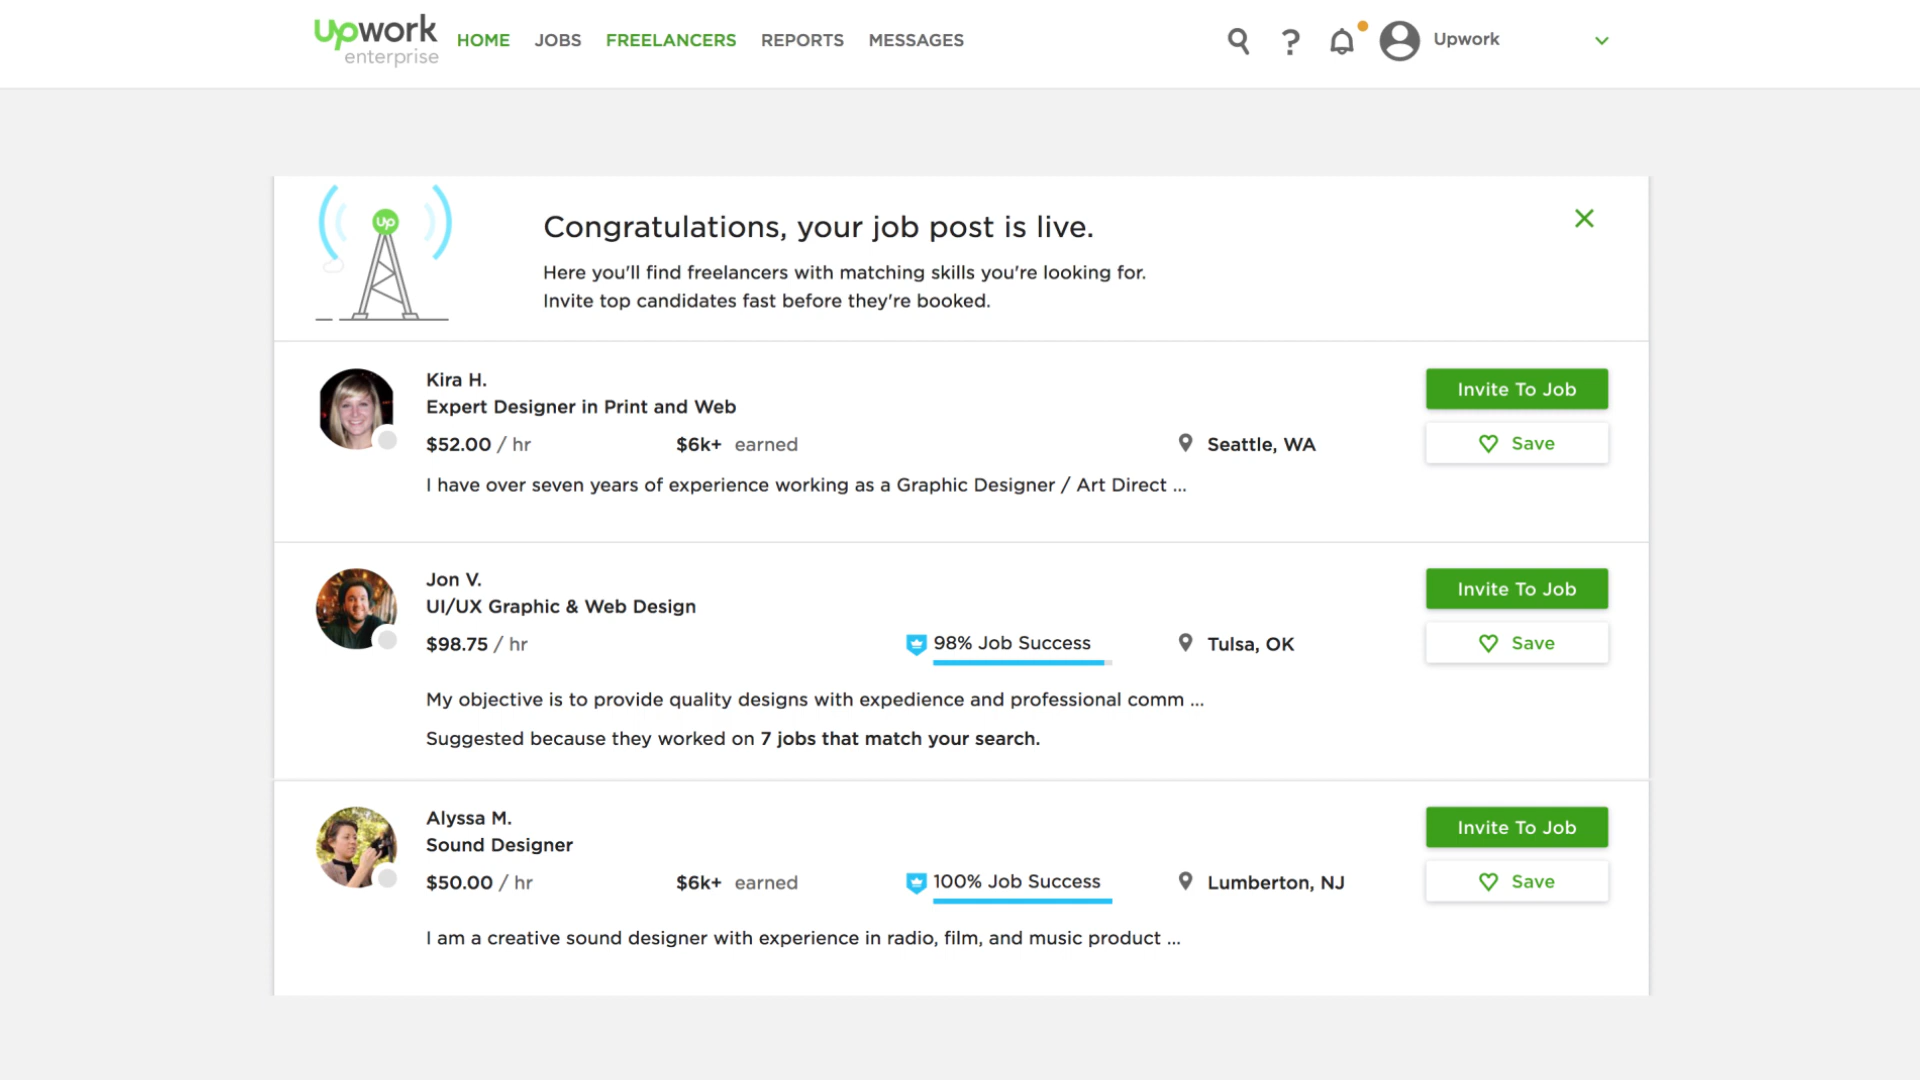 Upwork enterprise HOME JOBS FREELANCERS REPORTS MESSAGES ? Upwork
up
Congratulations, your job post is live.
Here you'll find freelancers with matching skills you're looking for.
Invite top candidates fast before they're booked.
Kira H.
Expert Designer in Print and Web
$52.00 / hr $6k+ earned Seattle, WA
I have over seven years of experience working as a Graphic Designer / Art Direct ...
Invite To Job
Save
Jon V.
UI/UX Graphic & Web Design
$98.75 / hr 98% Job Success Tulsa, OK
My objective is to provide quality designs with expedience and professional comm ...
Suggested because they worked on 7 jobs that match your search.
Invite To Job
Save
Alyssa M.
Sound Designer
$50.00 / hr $6k+ earned 100% Job Success Lumberton, NJ
I am a creative sound designer with experience in radio, film, and music product ...
Invite To Job
Save